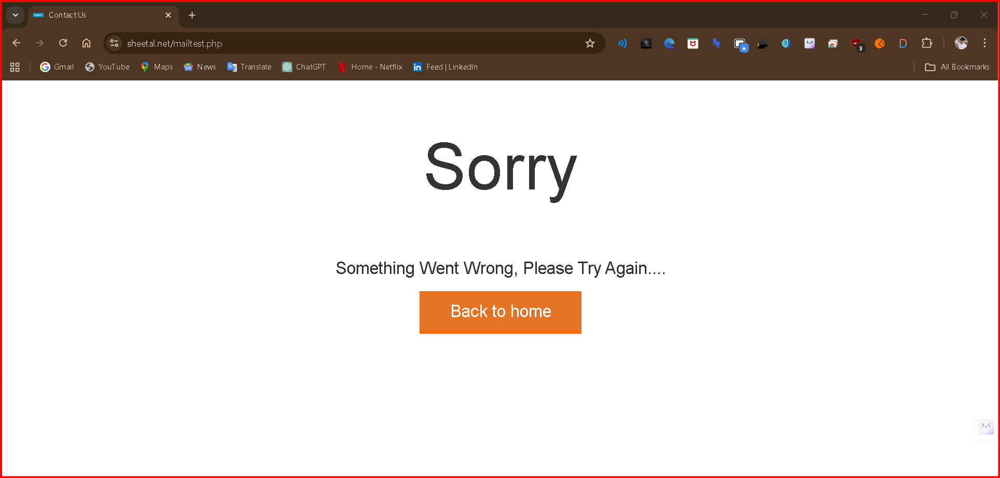 Contact Us
sheetal.net/mailtest.php
3
Gmail
YouTube
Maps
News
Translate
ChatGPT
Home - Netflix
Feed | LinkedIn
All Bookmarks
Sorry
Something Went Wrong, Please Try Again....
Back to home